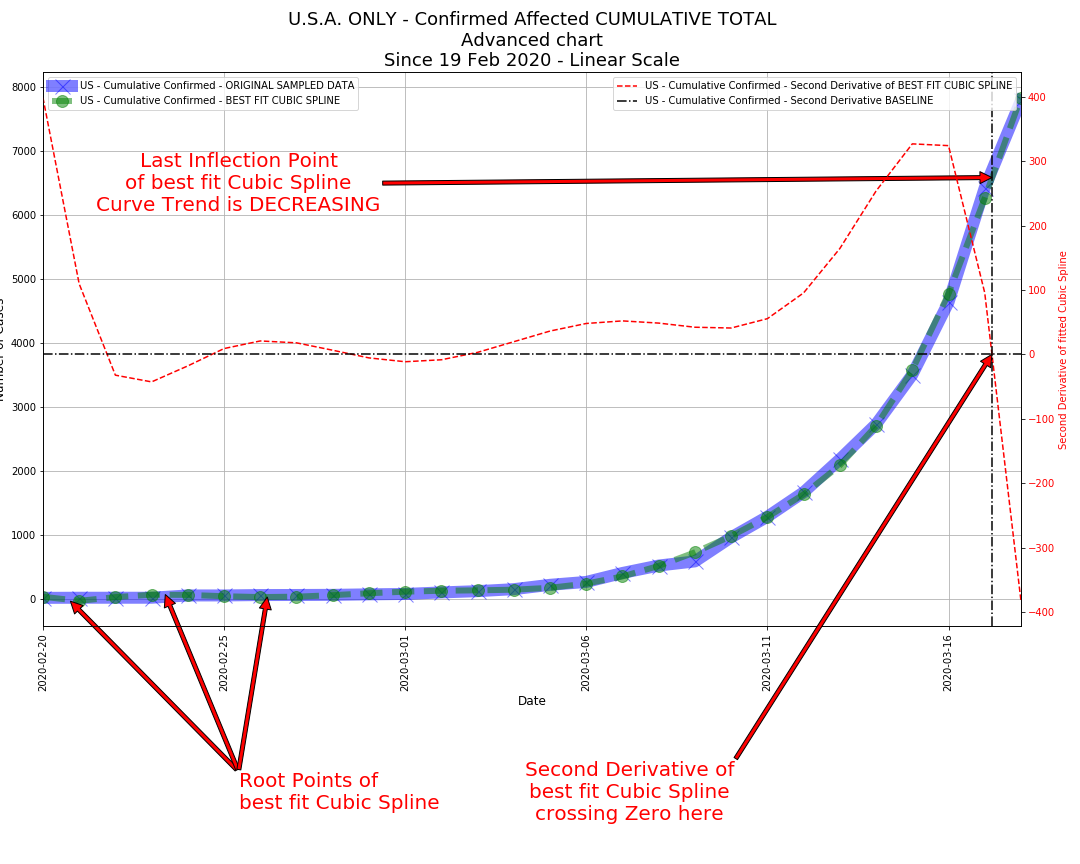 U.S.A. ONLY - Confirmed Affected CUMULATIVE TOTAL
Advanced chart
Since 19 Feb 2020 - Linear Scale
US - Cumulative Confirmed - ORIGINAL SAMPLED DATA
US - Cumulative Confirmed - BEST FIT CUBIC SPLINE
US - Cumulative Confirmed - Second Derivative of BEST FIT CUBIC SPLINE
US - Cumulative Confirmed - Second Derivative BASELINE
Last Inflection Point
of best fit Cubic Spline
Curve Trend is DECREASING
8000
7000
6000
5000
4000
3000
2000
1000
0
400
300
200
100
0
−100
−200
−300
−400
Second Derivative of fitted Cubic Spline
2020-02-20
2020-02-25
2020-03-01
2020-03-06
2020-03-11
2020-03-16
Date
Root Points of
best fit Cubic Spline
Second Derivative of
best fit Cubic Spline
crossing Zero here